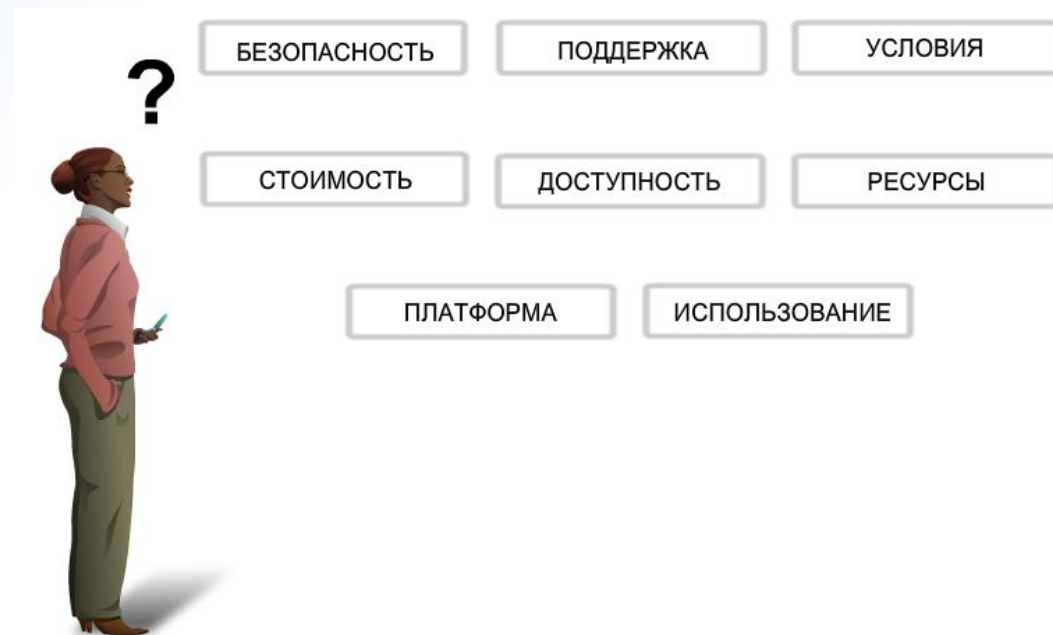 ?
БЕЗОПАСНОСТЬ ПОДДЕРЖКА УСЛОВИЯ
СТОИМОСТЬ ДОСТУПНОСТЬ РЕСУРСЫ
ПЛАТФОРМА ИСПОЛЬЗОВАНИЕ